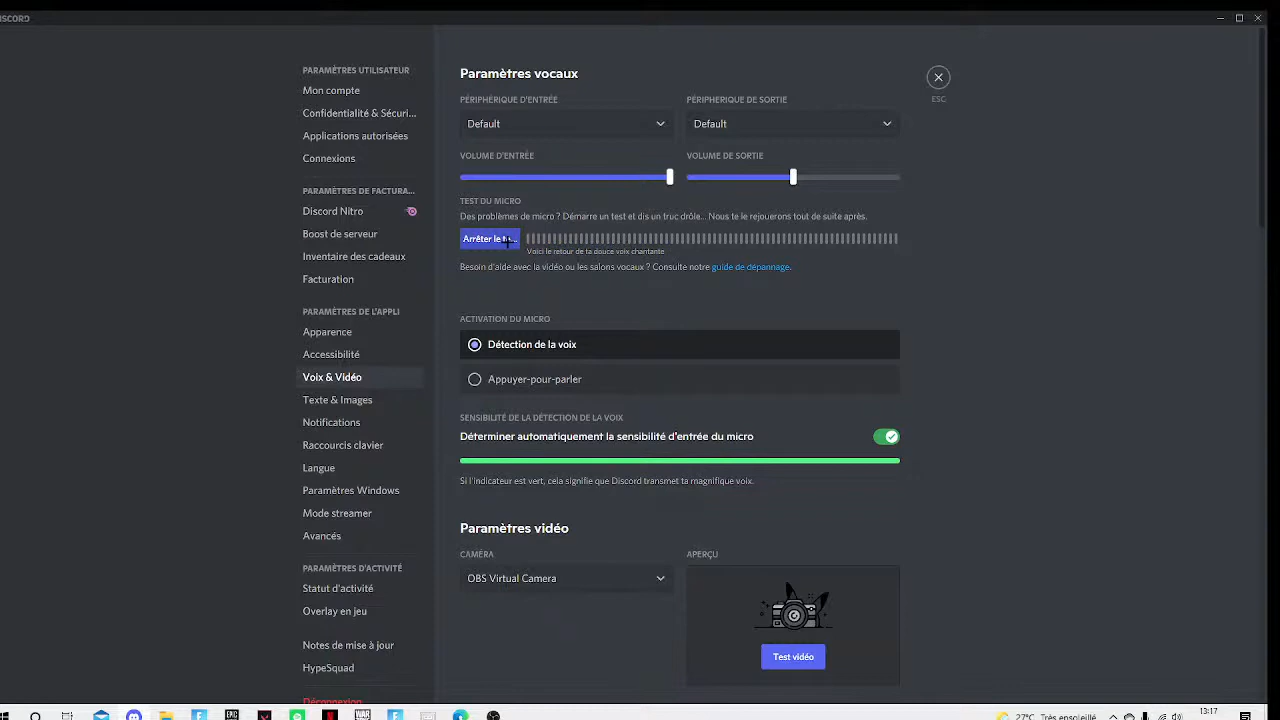 DISCORD
PARAMÈTRES UTILISATEUR
Mon compte
Confidentialité & Sécuri...
Applications autorisées
Connexions
PARAMÈTRES DE FACTURA...
Discord Nitro
Boost de serveur
Inventaire des cadeaux
Facturation
PARAMÈTRES DE L'APPLI
Apparence
Accessibilité
Voix & Vidéo
Texte & Images
Notifications
Raccourcis clavier
Langue
Paramètres Windows
Mode streamer
Avancés
PARAMÈTRES D'ACTIVITÉ
Statut d'activité
Overlay en jeu
Notes de mise à jour
HypeSquad
Déconnexion
Paramètres vocaux
ESC
PÉRIPHÉRIQUE D'ENTRÉE
PÉRIPHERIQUE DE SORTIE
Default
Default
VOLUME D'ENTRÉE
VOLUME DE SORTIE
TEST DU MICRO
Des problèmes de micro ? Démarre un test et dis un truc drôle... Nous te le rejouerons tout de suite après.
Arrêter le te...
Voici le retour de ta douce voix chantante
Besoin d'aide avec la vidéo ou les salons vocaux ? Consulte notre guide de dépannage.
ACTIVATION DU MICRO
Détection de la voix
Appuyer-pour-parler
SENSIBILITÉ DE LA DÉTECTION DE LA VOIX
Déterminer automatiquement la sensibilité d'entrée du micro
Si l'indicateur est vert, cela signifie que Discord transmet ta magnifique voix.
Paramètres vidéo
CAMÉRA
APERÇU
OBS Virtual Camera
Test vidéo
27°C Très ensoleillé
13:17